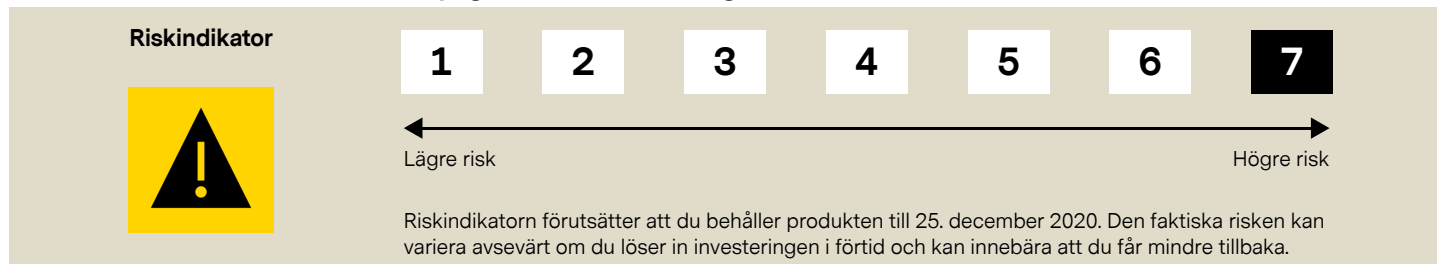 Riskindikator
1 2 3 4 5 6 7
Lägre risk Högre risk
Riskindikatorn förutsätter att du behåller produkten till 25. december 2020. Den faktiska risken kan
variera avsevärt om du löser in investeringen i förtid och kan innebära att du får mindre tillbaka.